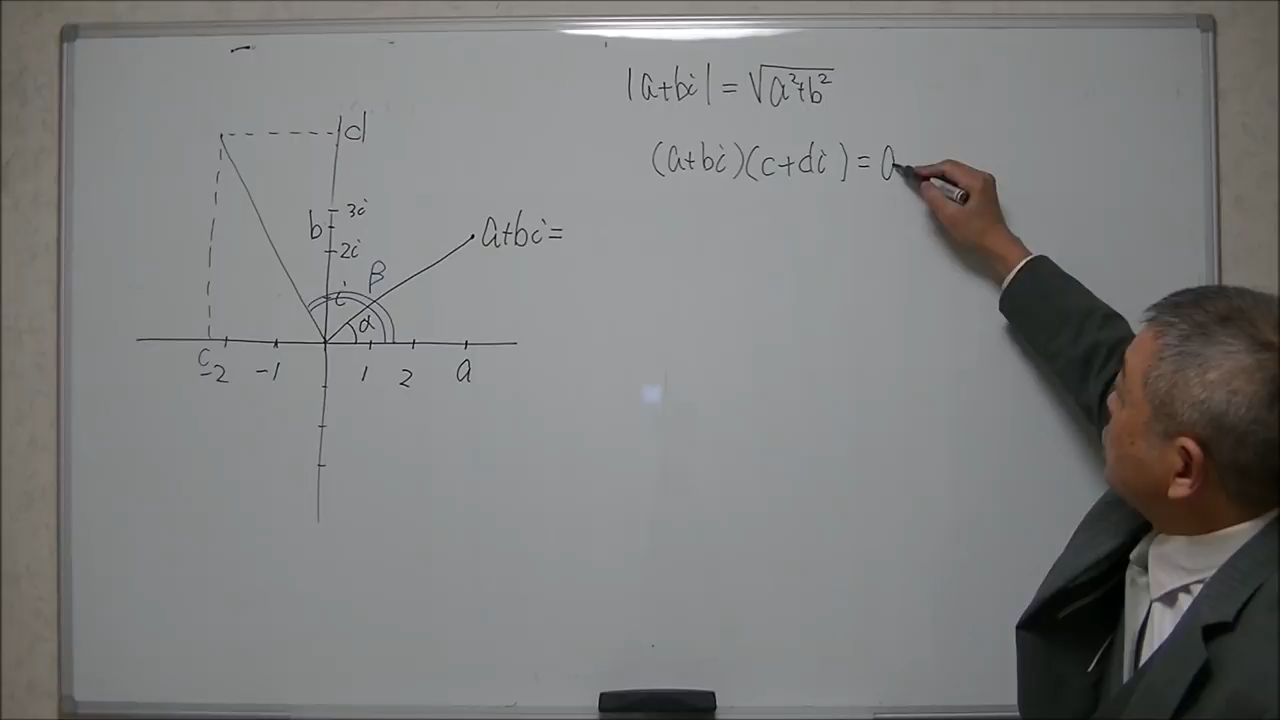 |a+bi| = √a²+b²
(a+bi)(c+di) = a
d
3i
b
2i
a+bi=
β
i
α
c
-2 -1 1 2 a